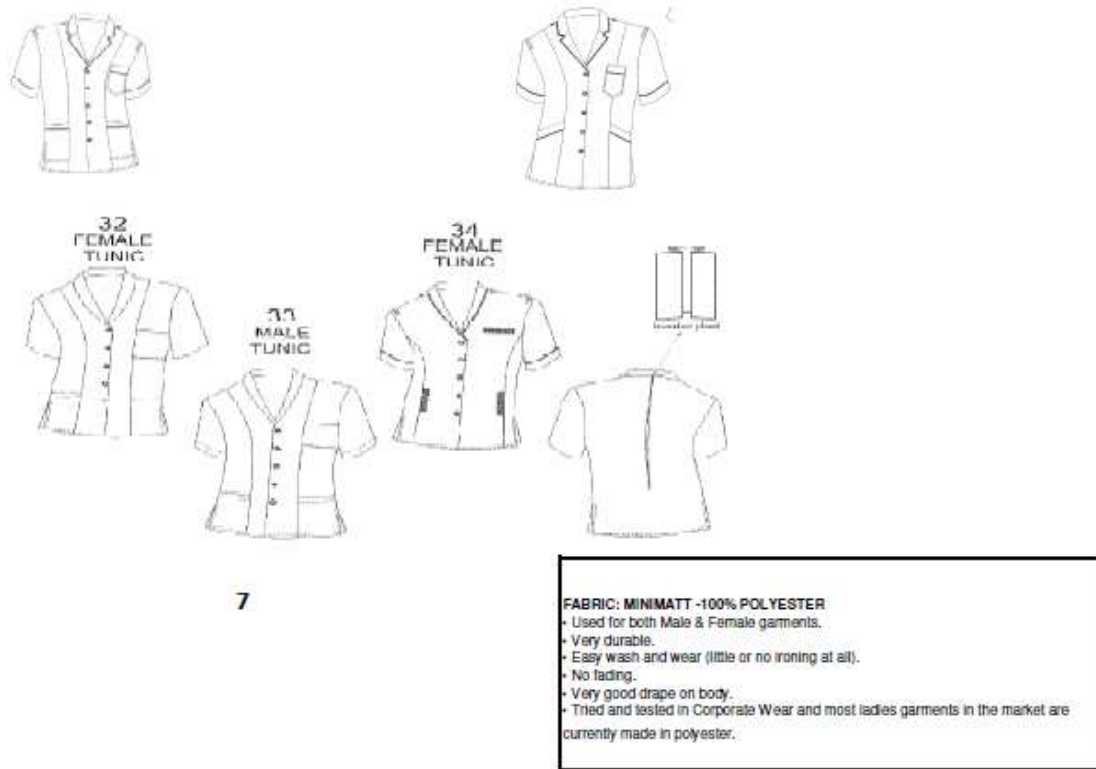 32
FEMALE
TUNIC
34
FEMALE
TUNIC
33
MALE
TUNIC
7
FABRIC: MINIMATT -100% POLYESTER
• Used for both Male & Female garments.
• Very durable.
• Easy wash and wear (little or no ironing at all).
• No fading.
• Very good drape on body.
• Tried and tested in Corporate Wear and most ladies garments in the market are
currently made in polyester.